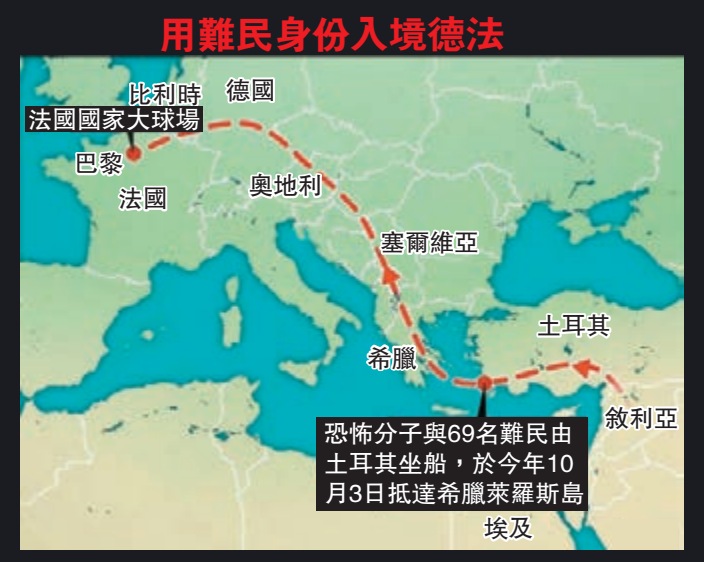 用難民身份入境德法
比利時
德國
法國國家大球場
巴黎
法國
奧地利
塞爾維亞
土耳其
希臘
敘利亞
恐怖分子與69名難民由
土耳其坐船，於今年10
月3日抵達希臘萊羅斯島
埃及